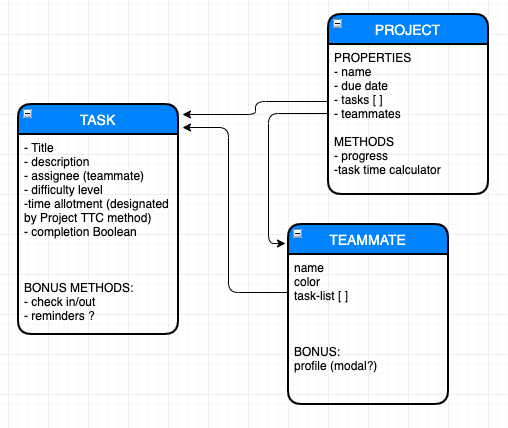 PROJECT
PROPERTIES
- name
- due date
- tasks [ ]
- teammates
METHODS
- progress
-task time calculator
TASK
- Title
- description
- assignee (teammate)
- difficulty level
-time allotment (designated
by Project TTC method)
- completion Boolean
BONUS METHODS:
- check in/out
- reminders ?
TEAMMATE
name
color
task-list [ ]
BONUS:
profile (modal?)